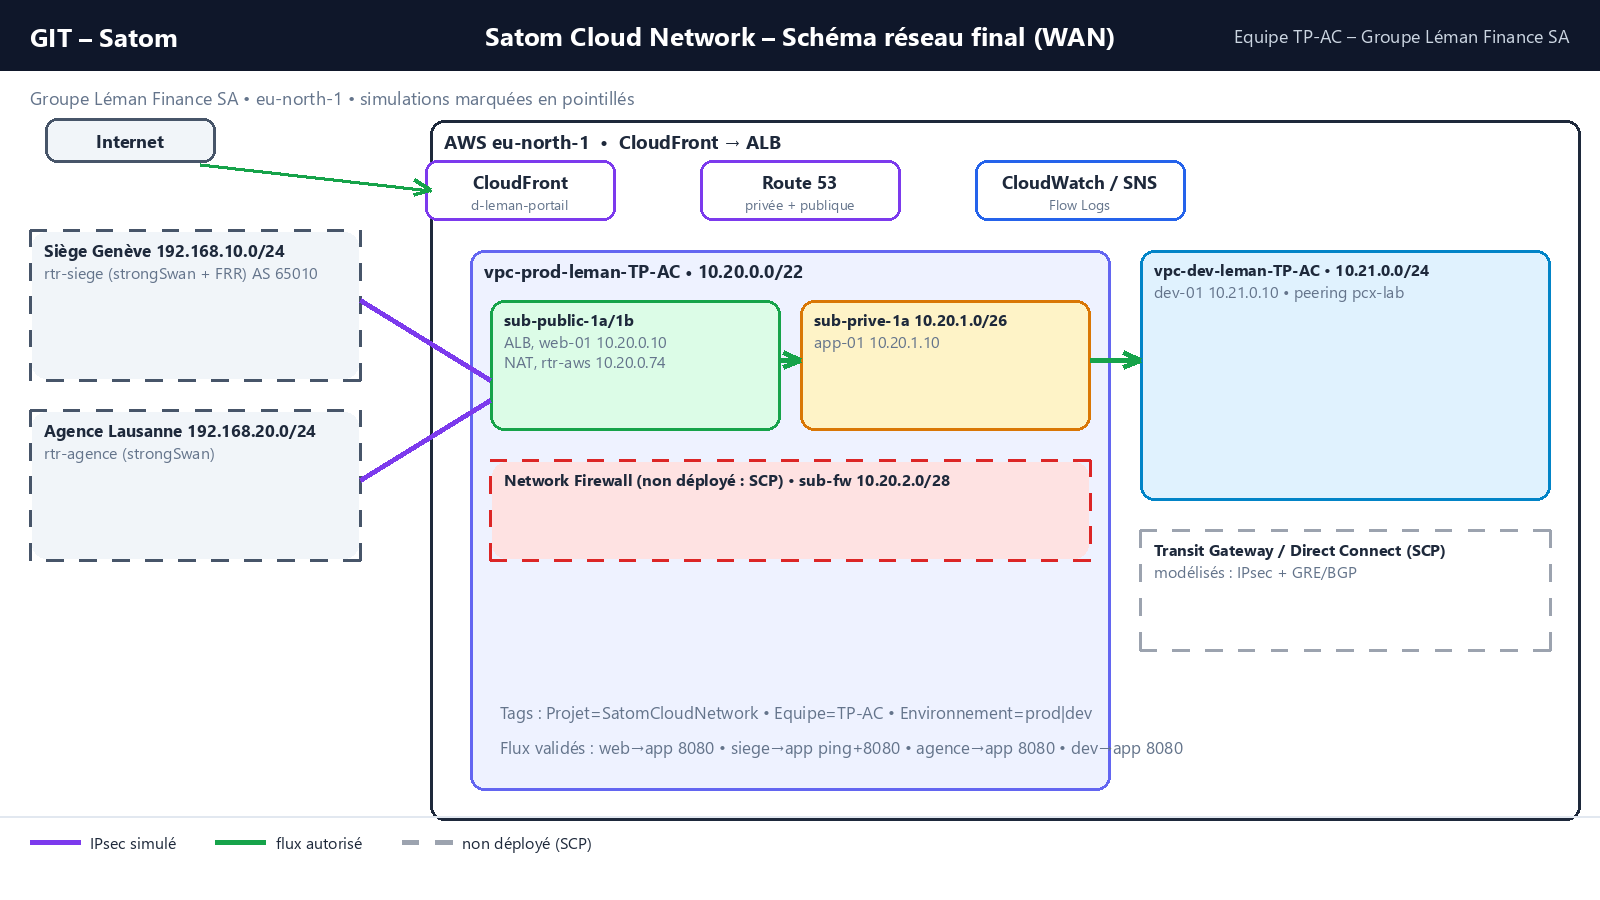 GIT – Satom
Satom Cloud Network – Schéma réseau final (WAN)
Equipe TP-AC – Groupe Léman Finance SA
Groupe Léman Finance SA • eu-north-1 • simulations marquées en pointillés
Internet
AWS eu-north-1 • CloudFront → ALB
CloudFront
d-leman-portail
Route 53
privée + publique
CloudWatch / SNS
Flow Logs
Siège Genève 192.168.10.0/24
rtr-siege (strongSwan + FRR) AS 65010
Agence Lausanne 192.168.20.0/24
rtr-agence (strongSwan)
vpc-prod-leman-TP-AC • 10.20.0.0/22
sub-public-1a/1b
ALB, web-01 10.20.0.10
NAT, rtr-aws 10.20.0.74
sub-prive-1a 10.20.1.0/26
app-01 10.20.1.10
Network Firewall (non déployé : SCP) • sub-fw 10.20.2.0/28
vpc-dev-leman-TP-AC • 10.21.0.0/24
dev-01 10.21.0.10 • peering pcx-lab
Transit Gateway / Direct Connect (SCP)
modélisés : IPsec + GRE/BGP
Tags : Projet=SatomCloudNetwork • Equipe=TP-AC • Environnement=prod|dev
Flux validés : web→app 8080 • siege→app ping+8080 • agence→app 8080 • dev→app 8080
IPsec simulé
flux autorisé
non déployé (SCP)